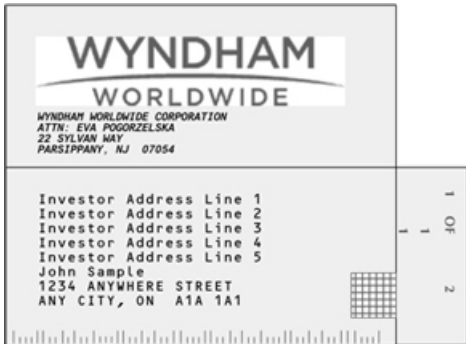 WYNDHAM
WORLDWIDE
WYNDHAM WORLDWIDE CORPORATION
ATTN: EVA POGORZELSKA
22 SYLVAN WAY
PARSIPPANY, NJ 07054
Investor Address Line 1
Investor Address Line 2
Investor Address Line 3
Investor Address Line 4
Investor Address Line 5
John Sample
1234 ANYWHERE STREET
ANY CITY, ON A1A 1A1
1 OF 2
1
1